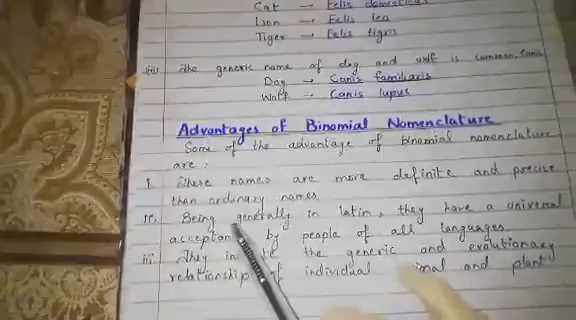 Cat → Felis domesticas
Lion → Felis leo
Tiger → Felis tigris
(iii) The generic name of dog and wolf is common. Canis
Dog → Canis familiaris
Wolf → Canis lupus
Advantages of Binomial Nomenclature
Some of the advantage of binomial nomenclature
are :
i. These names are more definite and precise
than ordinary names
ii. Being generally in latin, they have a universal
by people of all languages.
iii. They the generic and evolutionary
relationship of individual and plant